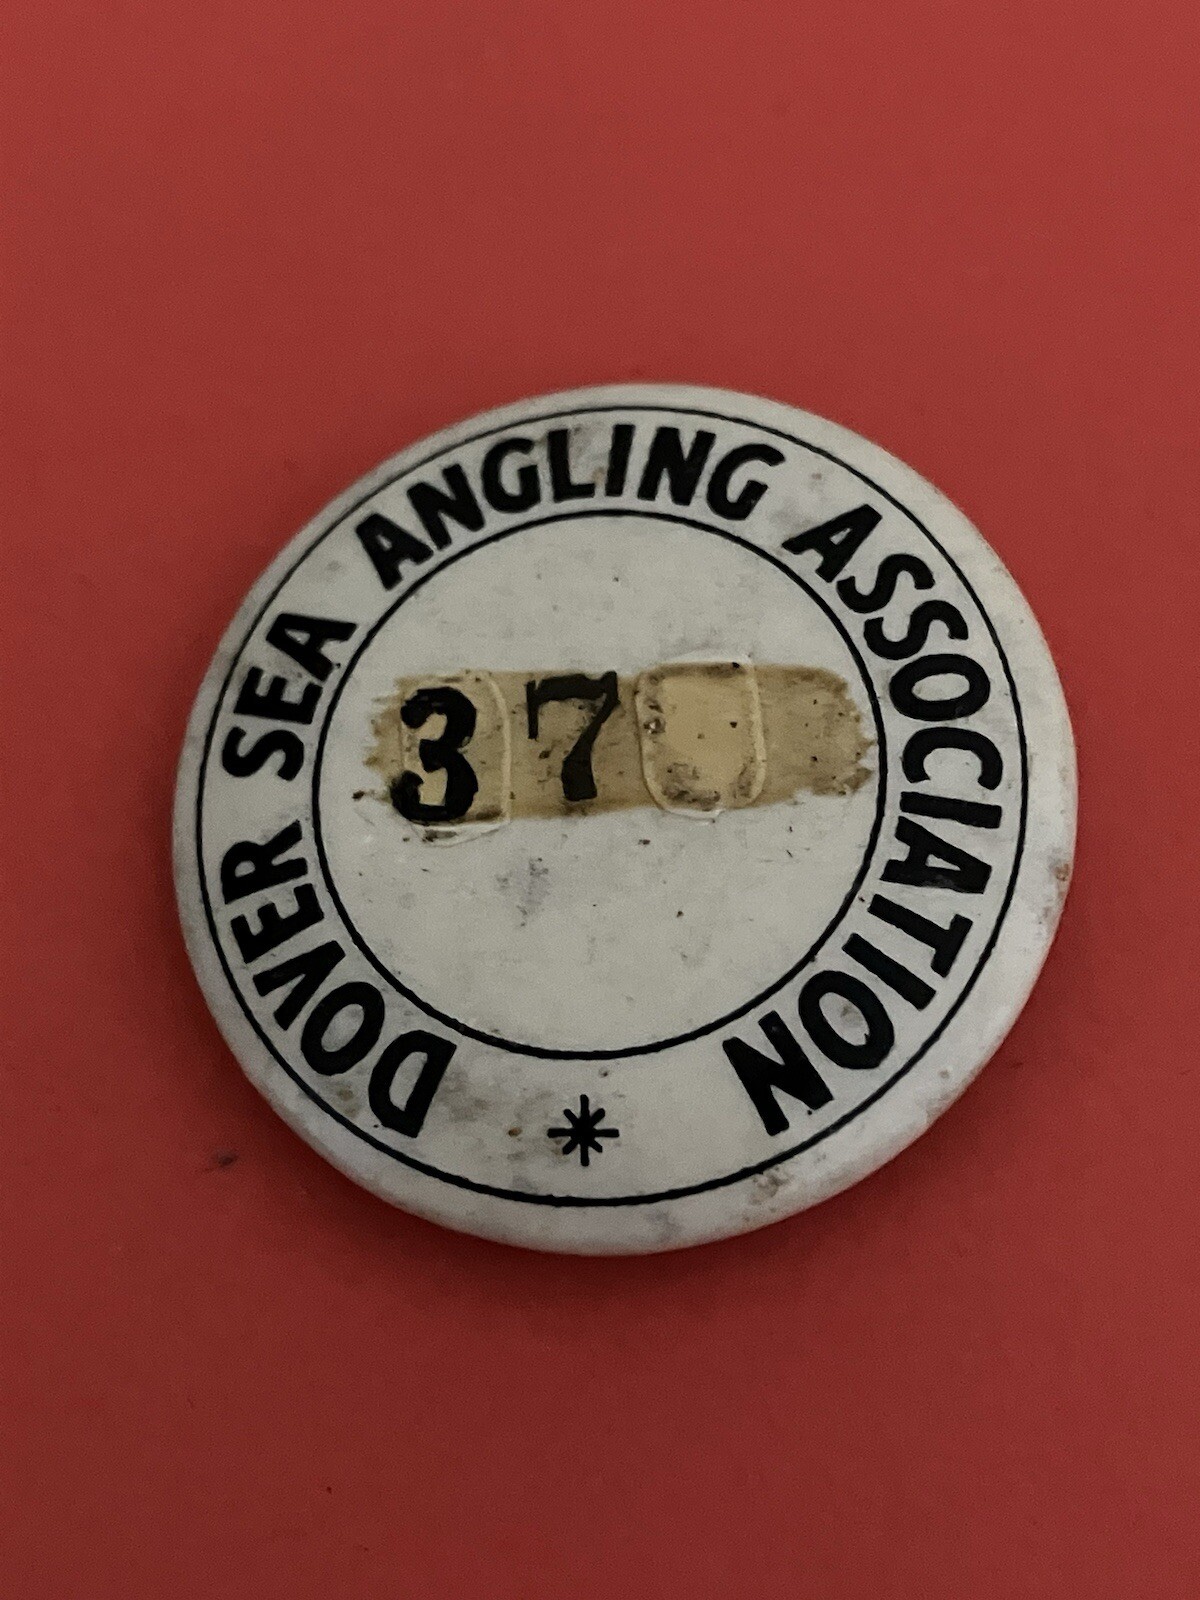 DOVER SEA ANGLING ASSOCIATION
37
*